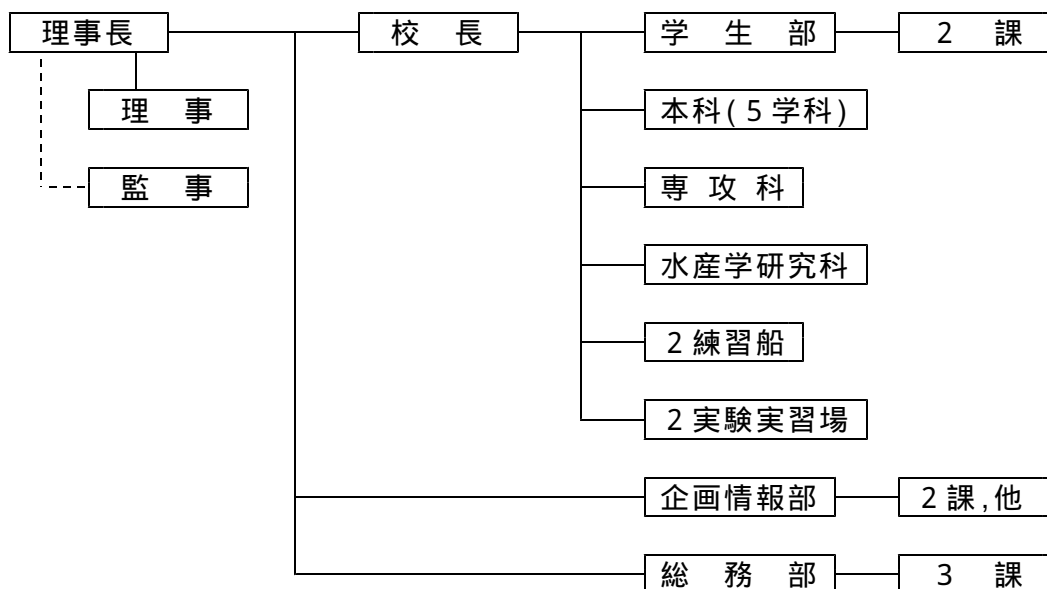 理事長 校　長 学　生　部 2　課
理　事 本科(5学科)
監　事 専 攻 科
水産学研究科
2練習船
2実験実習場
企画情報部 2課,他
総　務　部 3　課